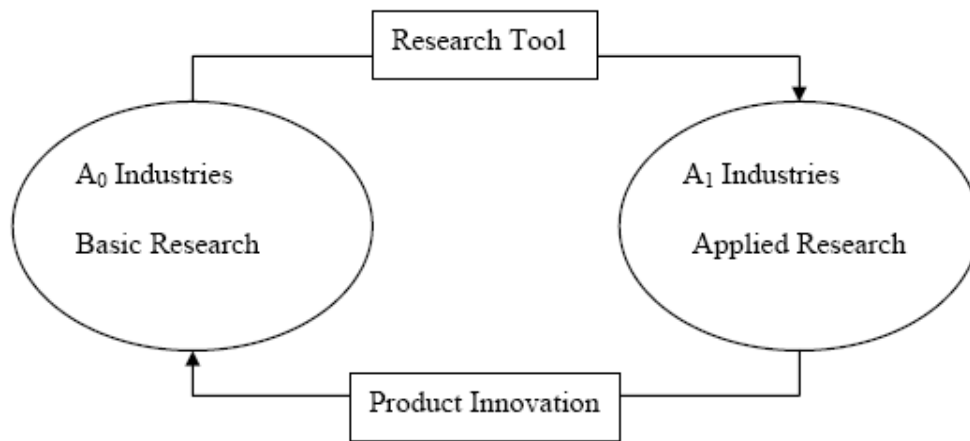 Research Tool
A₀ Industries
Basic Research
A₁ Industries
Applied Research
Product Innovation